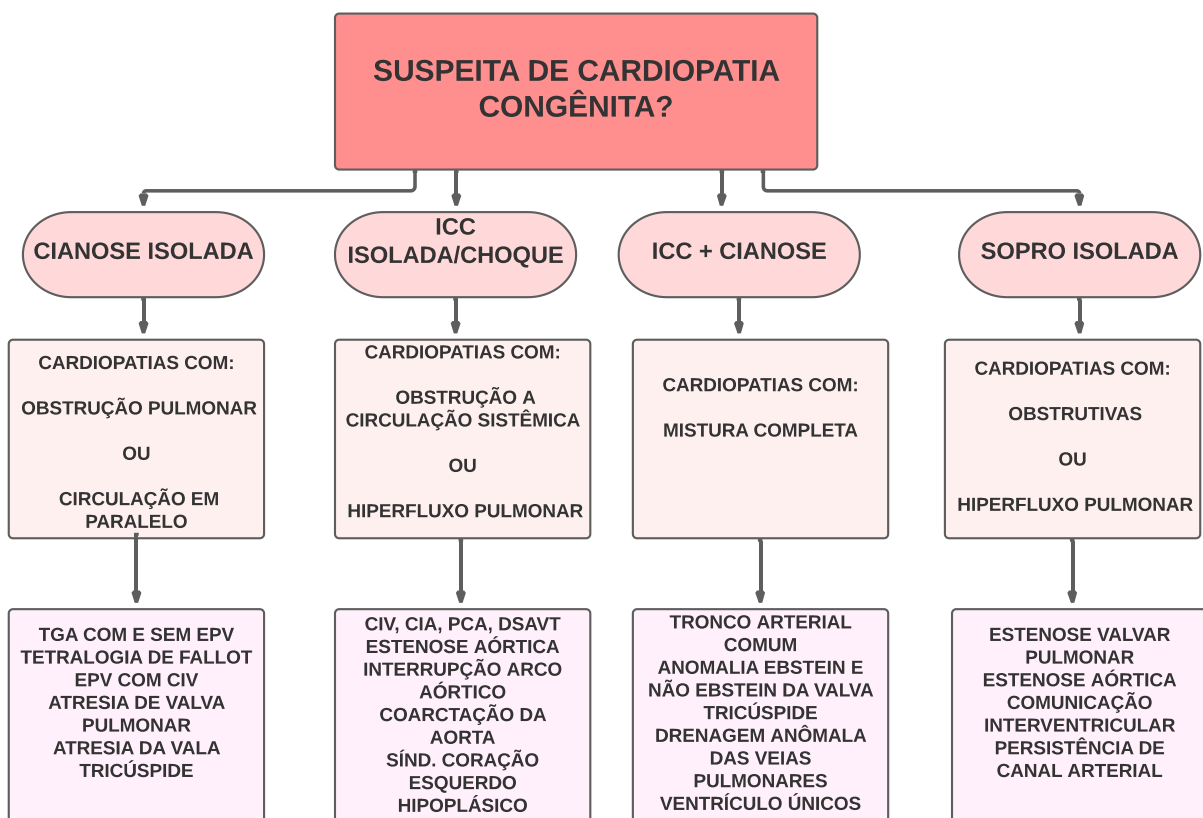 SUSPEITA DE CARDIOPATIA
CONGÊNITA?
CIANOSE ISOLADA
ICC
ISOLADA/CHOQUE
ICC + CIANOSE
SOPRO ISOLADA
CARDIOPATIAS COM:
OBSTRUÇÃO PULMONAR
OU
CIRCULAÇÃO EM
PARALELO
CARDIOPATIAS COM:
OBSTRUÇÃO A
CIRCULAÇÃO SISTÊMICA
OU
HIPERFLUXO PULMONAR
CARDIOPATIAS COM:
MISTURA COMPLETA
CARDIOPATIAS COM:
OBSTRUTIVAS
OU
HIPERFLUXO PULMONAR
TGA COM E SEM EPV
TETRALOGIA DE FALLOT
EPV COM CIV
ATRESIA DE VALVA
PULMONAR
ATRESIA DA VALA
TRICÚSPIDE
CIV, CIA, PCA, DSAVT
ESTENOSE AÓRTICA
INTERRUPÇÃO ARCO
AÓRTICO
COARCTAÇÃO DA
AORTA
SÍND. CORAÇÃO
ESQUERDO
HIPOPLÁSICO
TRONCO ARTERIAL
COMUM
ANOMALIA EBSTEIN E
NÃO EBSTEIN DA VALVA
TRICÚSPIDE
DRENAGEM ANÔMALA
DAS VEIAS
PULMONARES
VENTRÍCULO ÚNICOS
ESTENOSE VALVAR
PULMONAR
ESTENOSE AÓRTICA
COMUNICAÇÃO
INTERVENTRICULAR
PERSISTÊNCIA DE
CANAL ARTERIAL